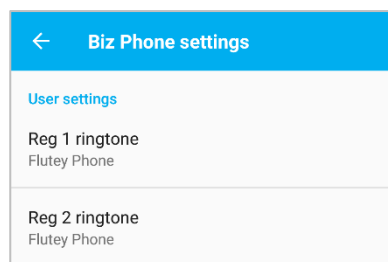 Biz Phone settings
User settings
Reg 1 ringtone
Flutey Phone
Reg 2 ringtone
Flutey Phone